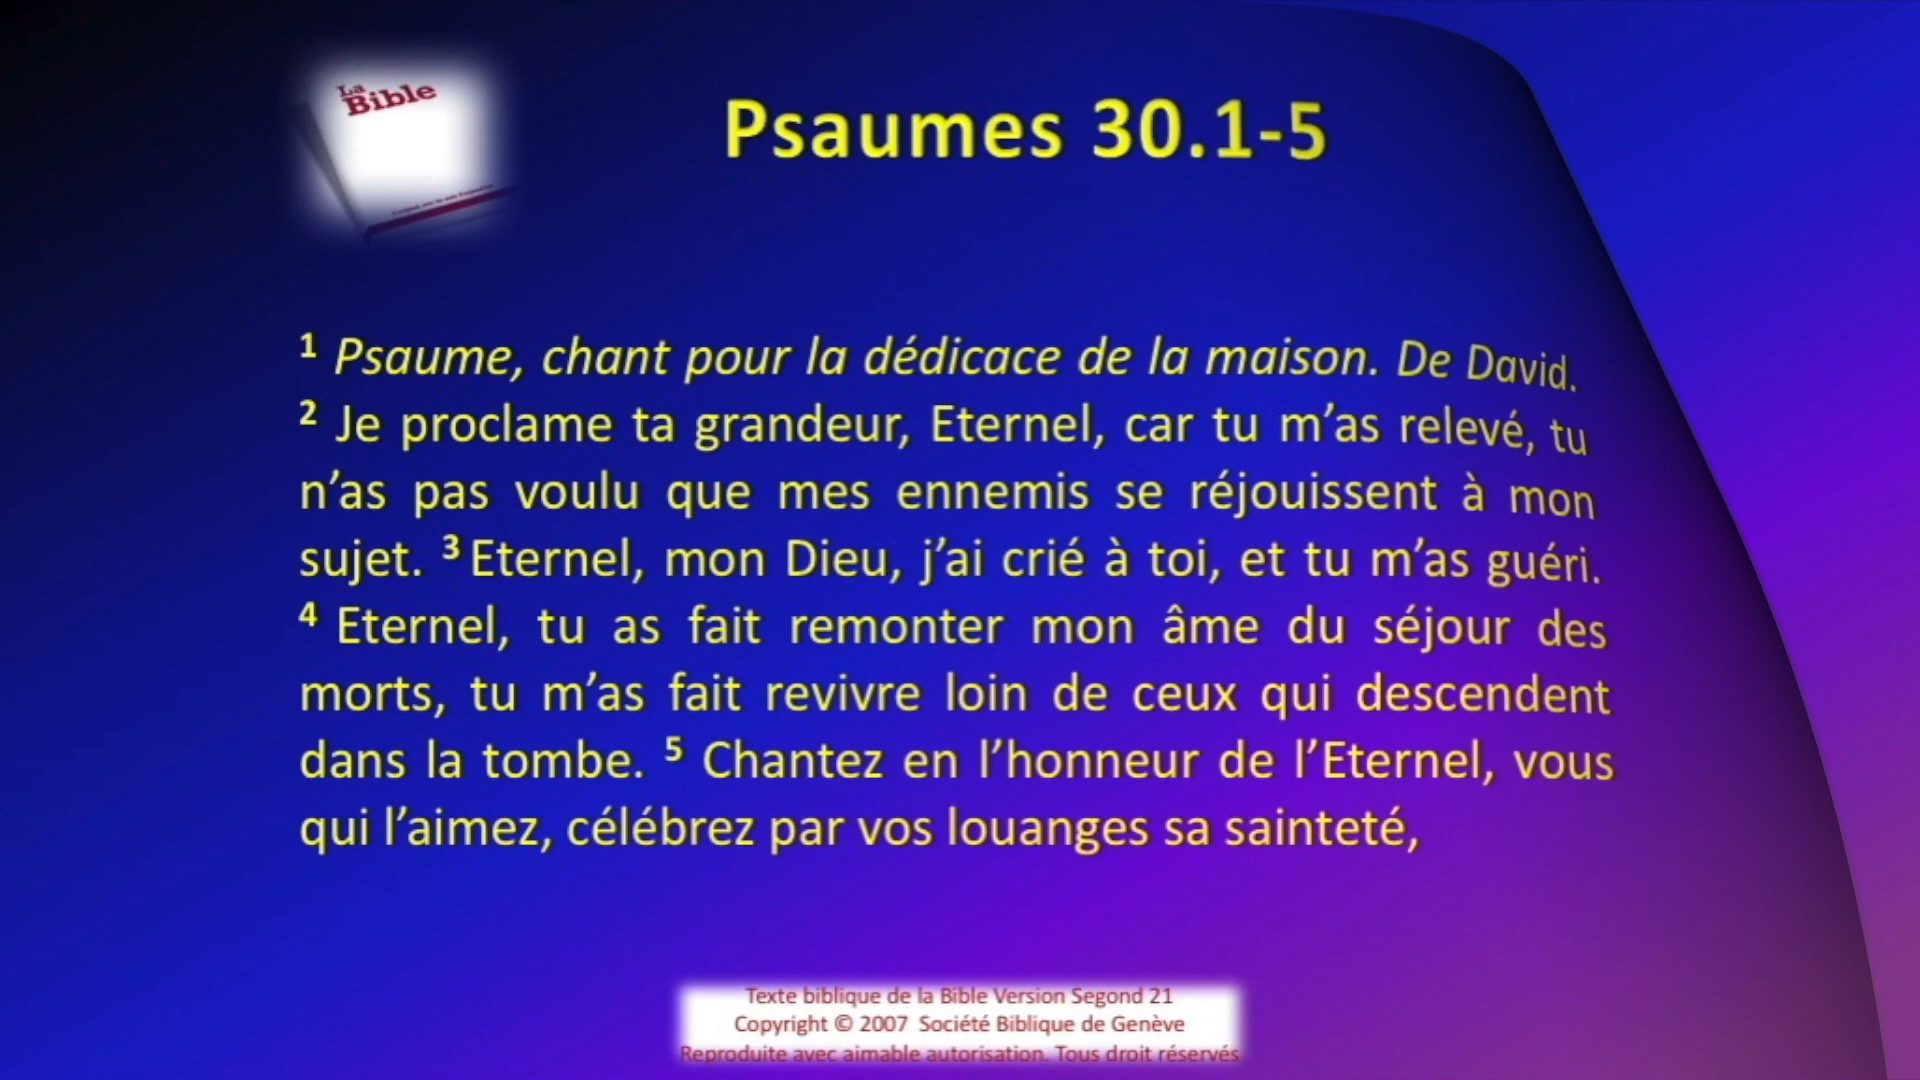 La
Bible
Psaumes 30.1-5
1 Psaume, chant pour la dédicace de la maison. De David.
2 Je proclame ta grandeur, Eternel, car tu m’as relevé, tu
n’as pas voulu que mes ennemis se réjouissent à mon
sujet. 3 Eternel, mon Dieu, j’ai crié à toi, et tu m’as guéri.
4 Eternel, tu as fait remonter mon âme du séjour des
morts, tu m’as fait revivre loin de ceux qui descendent
dans la tombe. 5 Chantez en l’honneur de l’Eternel, vous
qui l’aimez, célébrez par vos louanges sa sainteté,
Texte biblique de la Bible Version Segond 21
Copyright © 2007 Société Biblique de Genève
Reproduite avec aimable autorisation. Tous droit réservés